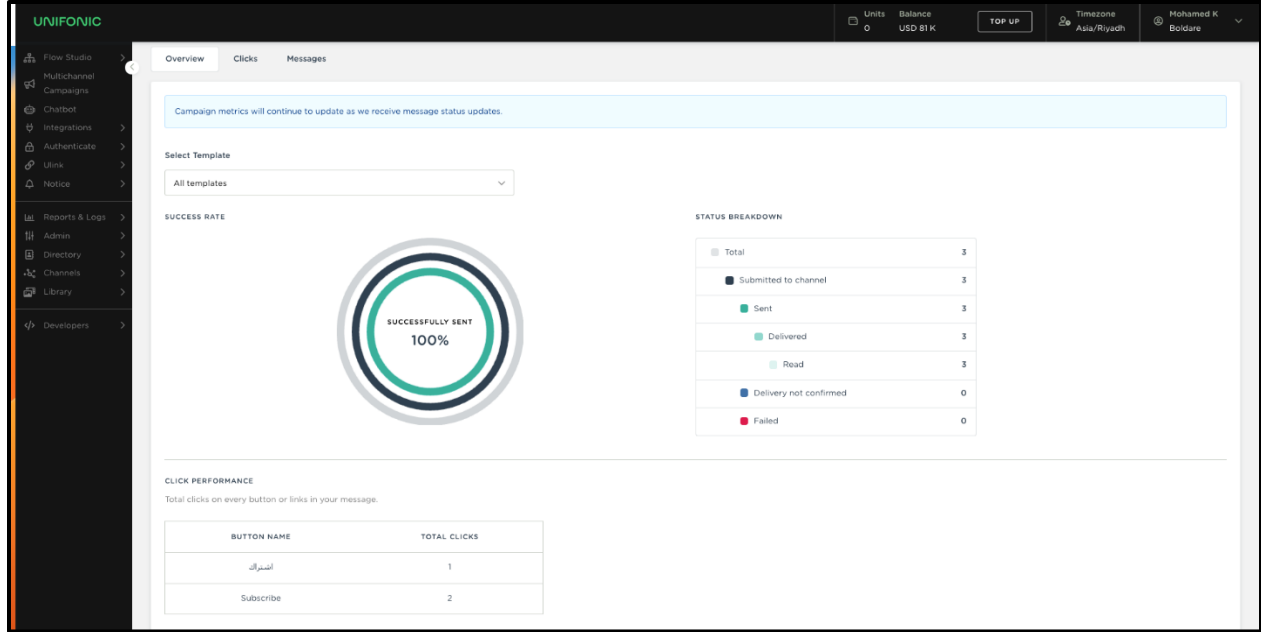 UNIFONIC
Units
0
Balance
USD 81 K
TOP UP
Timezone
Asia/Riyadh
Mohamed K
Boldare
Flow Studio
Multichannel
Campaigns
Chatbot
Integrations
Authenticate
Ulink
Notice
Reports & Logs
Admin
Directory
Channels
Library
Developers
Overview Clicks Messages
Campaign metrics will continue to update as we receive message status updates.
Select Template
All templates
SUCCESS RATE
SUCCESSFULLY SENT
100%
STATUS BREAKDOWN
Total 3
Submitted to channel 3
Sent 3
Delivered 3
Read 3
Delivery not confirmed 0
Failed 0
CLICK PERFORMANCE
Total clicks on every button or links in your message.
BUTTON NAME TOTAL CLICKS
اشتراك 1
Subscribe 2